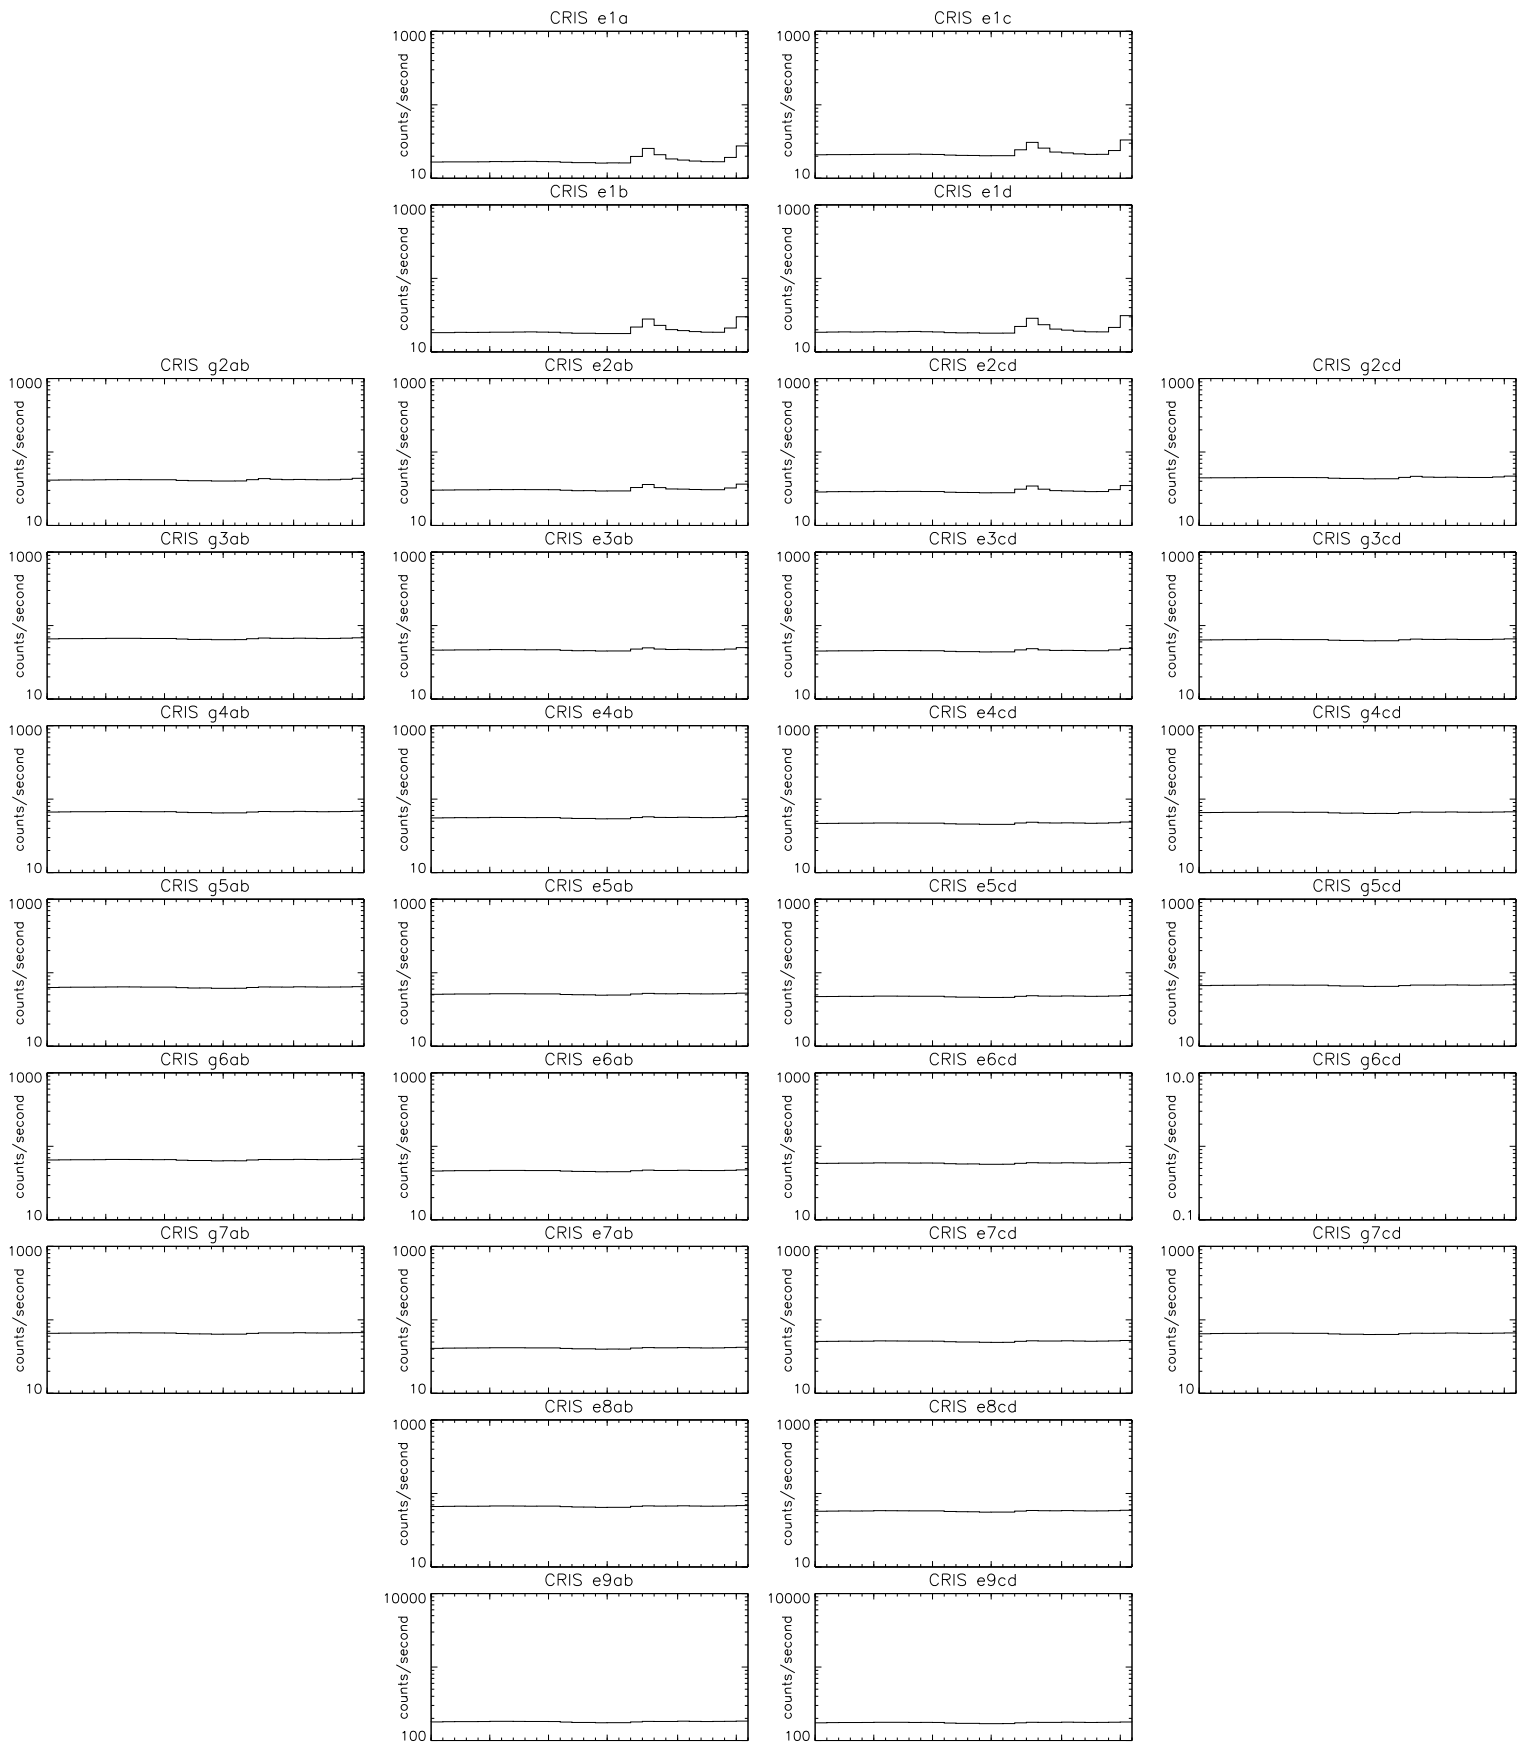 CRIS e1a
CRIS e1c
1000
counts/second
10
1000
counts/second
10
CRIS e1b
CRIS e1d
1000
counts/second
10
1000
counts/second
10
CRIS g2ab
CRIS e2ab
CRIS e2cd
CRIS g2cd
1000
counts/second
10
1000
counts/second
10
1000
counts/second
10
1000
counts/second
10
CRIS g3ab
CRIS e3ab
CRIS e3cd
CRIS g3cd
1000
counts/second
10
1000
counts/second
10
1000
counts/second
10
1000
counts/second
10
CRIS g4ab
CRIS e4ab
CRIS e4cd
CRIS g4cd
1000
counts/second
10
1000
counts/second
10
1000
counts/second
10
1000
counts/second
10
CRIS g5ab
CRIS e5ab
CRIS e5cd
CRIS g5cd
1000
counts/second
10
1000
counts/second
10
1000
counts/second
10
1000
counts/second
10
CRIS g6ab
CRIS e6ab
CRIS e6cd
CRIS g6cd
1000
counts/second
10
1000
counts/second
10
1000
counts/second
10
10.0
counts/second
0.1
CRIS g7ab
CRIS e7ab
CRIS e7cd
CRIS g7cd
1000
counts/second
10
1000
counts/second
10
1000
counts/second
10
1000
counts/second
10
CRIS e8ab
CRIS e8cd
1000
counts/second
10
1000
counts/second
10
CRIS e9ab
CRIS e9cd
10000
counts/second
100
10000
counts/second
100